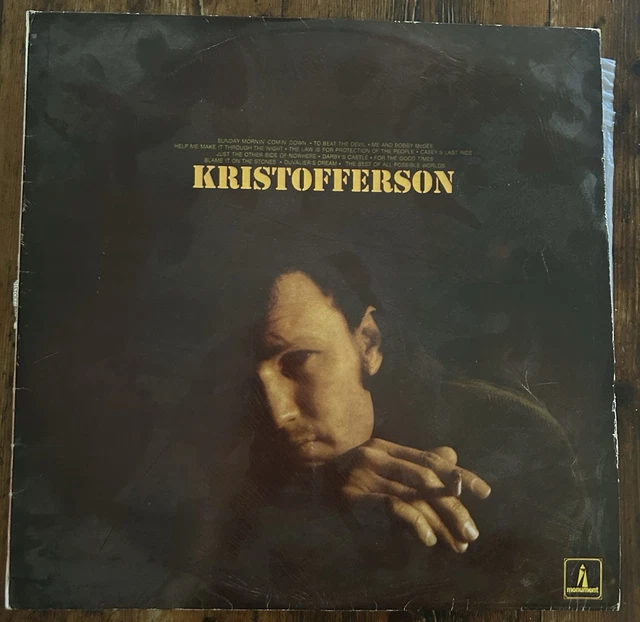 SUNDAY MORNIN' COMIN' DOWN • TO BEAT THE DEVIL • ME AND BOBBY McGEE
HELP ME MAKE IT THROUGH THE NIGHT • THE LAW IS FOR PROTECTION OF THE PEOPLE • CASEY'S LAST RIDE
JUST THE OTHER SIDE OF NOWHERE • DARBY'S CASTLE • FOR THE GOOD TIMES
BLAME IT ON THE STONES • DUVALIER'S DREAM • THE BEST OF ALL POSSIBLE WORLDS
KRISTOFFERSON
monument